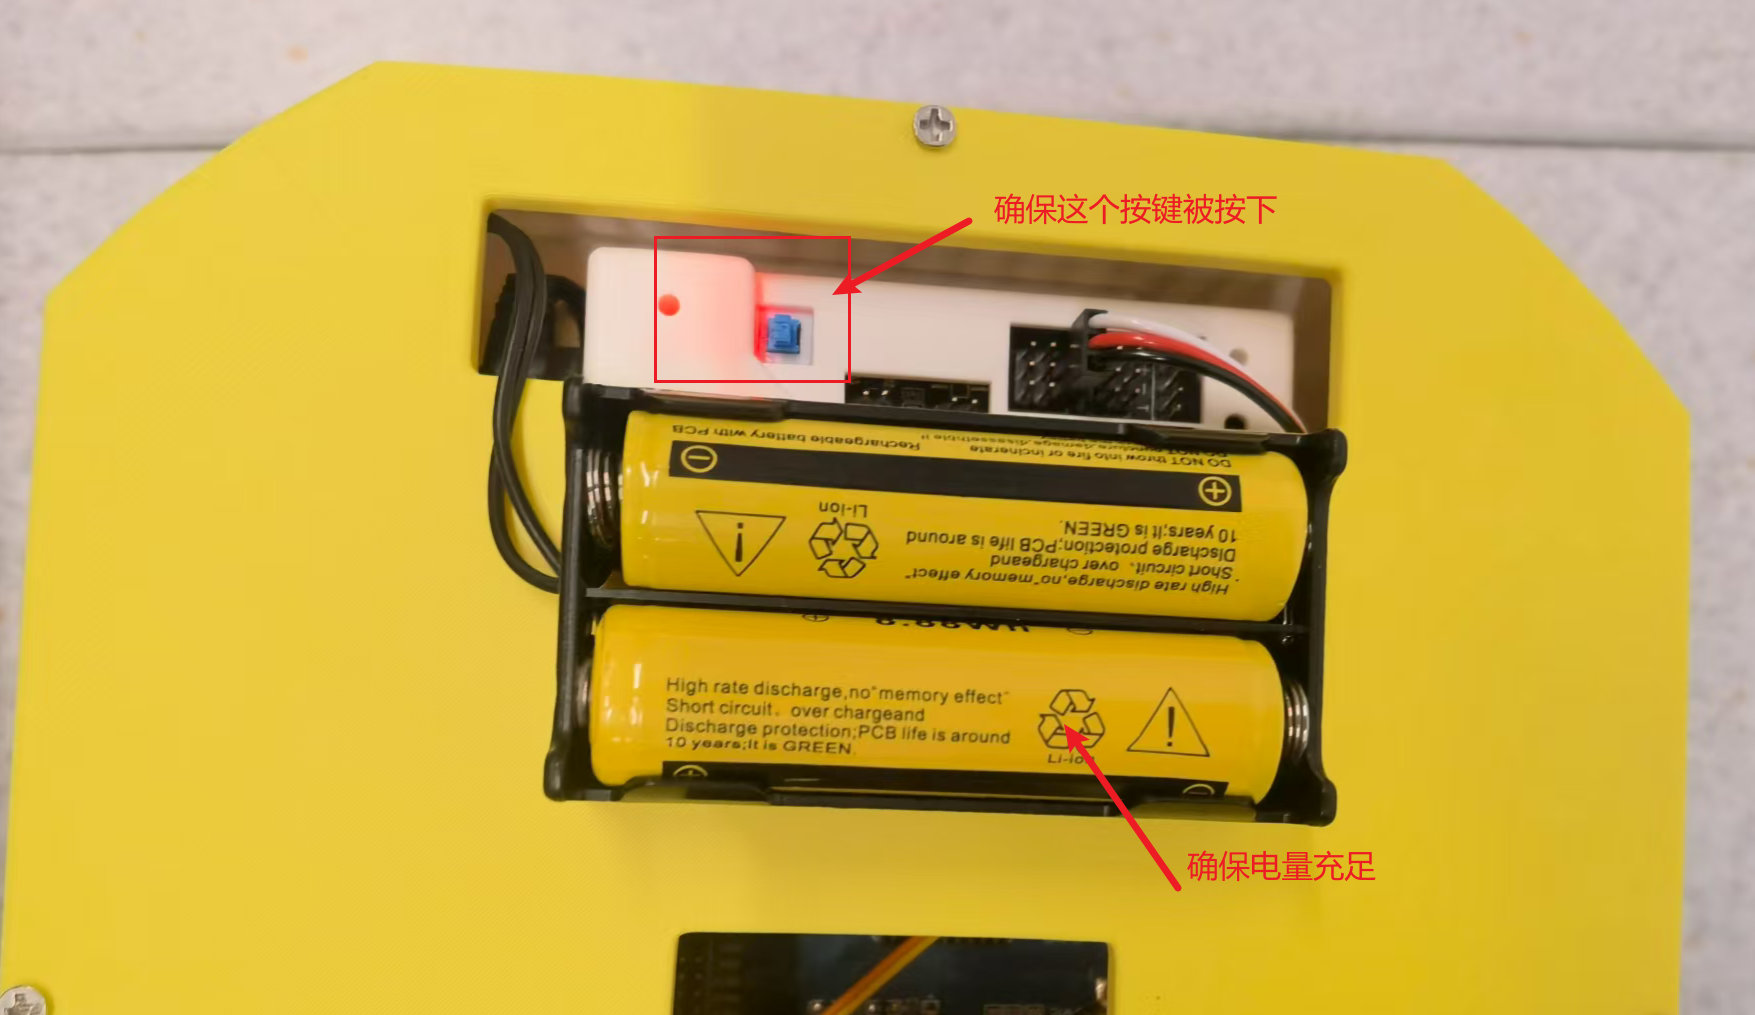 确保这个按键被按下
Rechargeable battery with PCB
DO NOT throw into fire or incinerate
10 years;It is GREEN.
Discharge protection;PCB life is around
Short circuit、over chargeand
High rate discharge,no"memory effect"
Li-ion
High rate discharge,no"memory effect"
Short circuit、over chargeand
Discharge protection;PCB life is around
10 years;It is GREEN.
Li-ion
确保电量充足